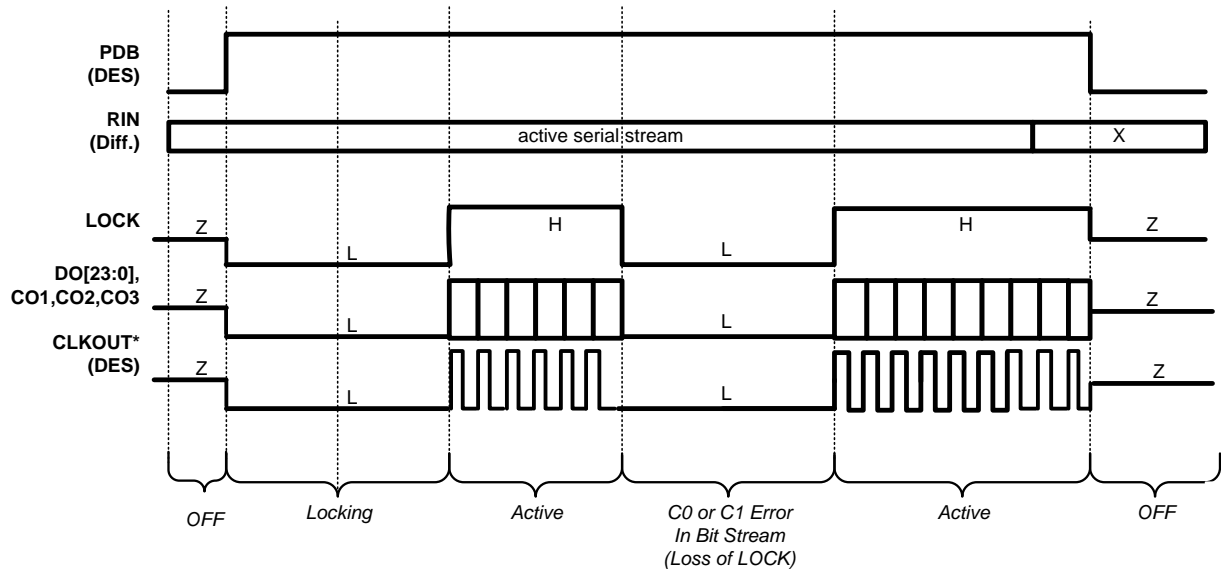 PDB
(DES)
RIN
(Diff.)
active serial stream
X
LOCK
Z
L
H
L
H
Z
DO[23:0],
CO1,CO2,CO3
Z
L
L
Z
CLKOUT*
(DES)
Z
L
L
Z
OFF
Locking
Active
C0 or C1 Error
In Bit Stream
(Loss of LOCK)
Active
OFF